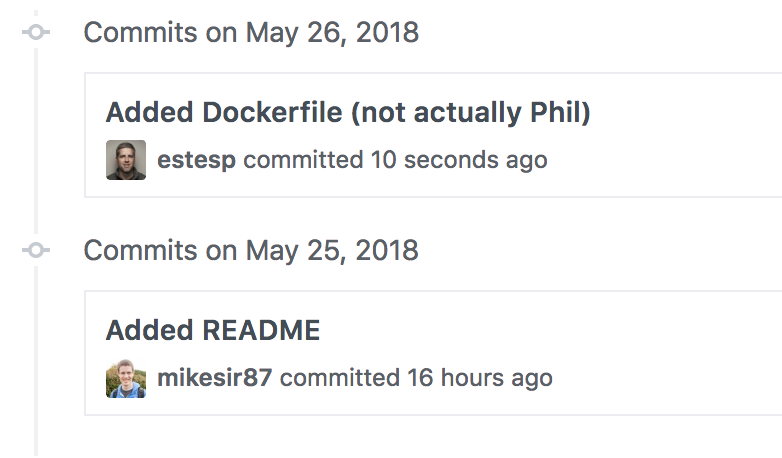 Commits on May 26, 2018
Added Dockerfile (not actually Phil)
estesp committed 10 seconds ago
Commits on May 25, 2018
Added README
mikesir87 committed 16 hours ago